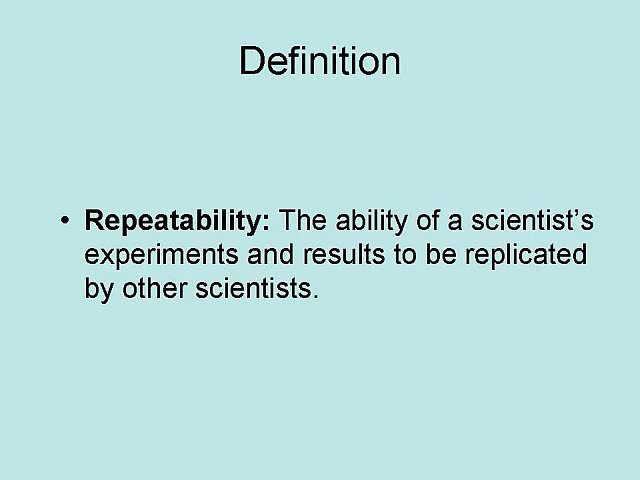 Definition
• Repeatability: The ability of a scientist’s
experiments and results to be replicated
by other scientists.